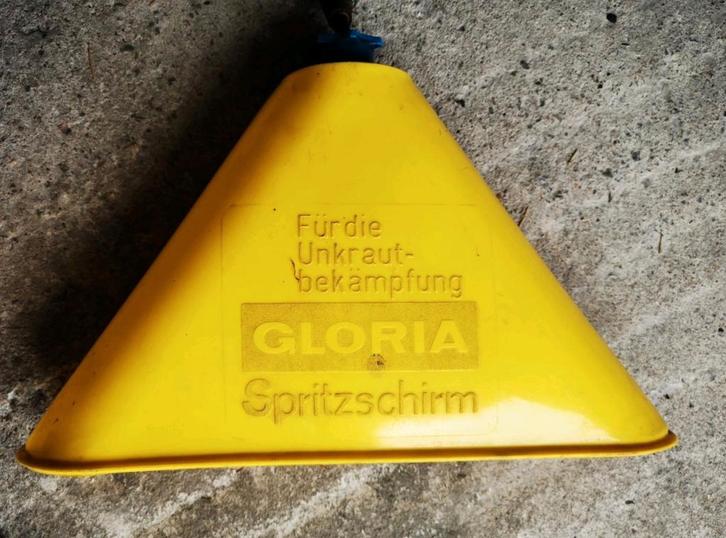 Für die
Unkraut-
bekämpfung
GLORIA
Spritzschirm